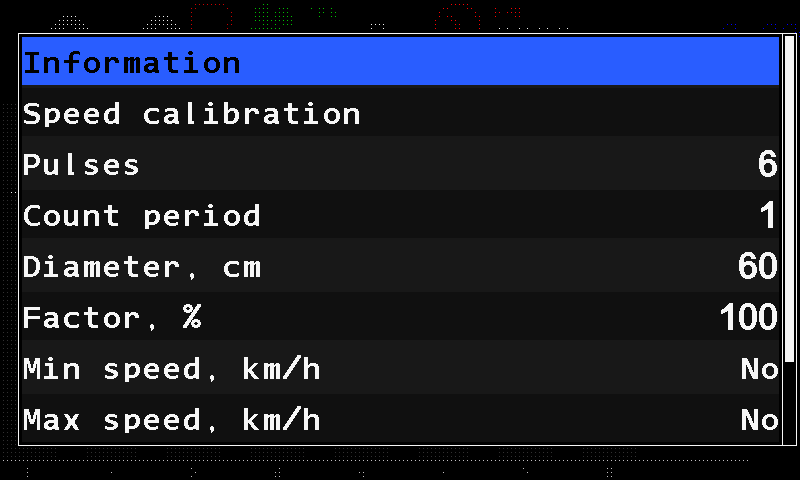 Information
Speed calibration
Pulses 6
Count period 1
Diameter, cm 60
Factor, % 100
Min speed, km/h No
Max speed, km/h No